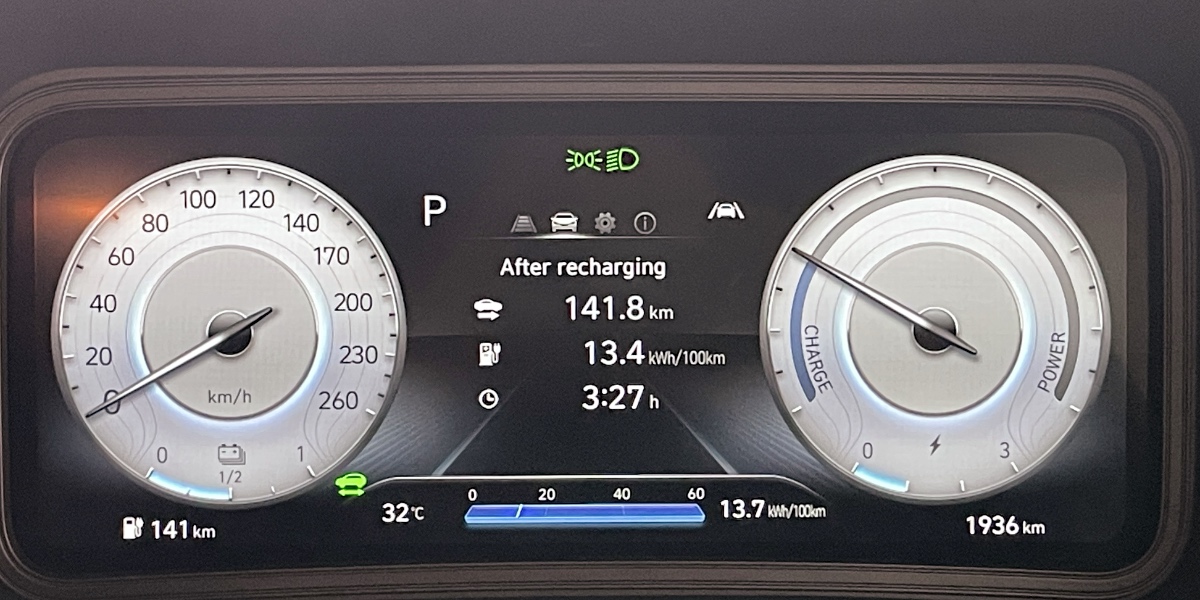 100 120
80 140
60 170
40 200
20 230
0 260
km/h
0 1
1/2
141 km
P
After recharging
141.8 km
13.4 kWh/100km
3:27 h
0 20 40 60
32°C
13.7 kWh/100km
CHARGE
POWER
0 3
1936 km